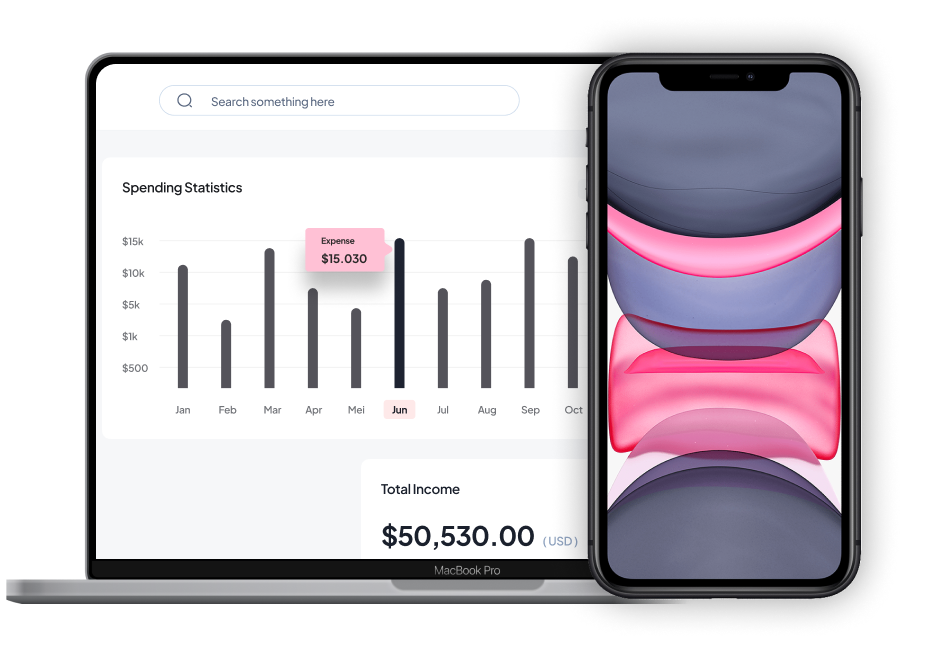 Search something here
Spending Statistics
$15k
$10k
$5k
$1k
$500
Expense
$15.030
Jan Feb Mar Apr Mei Jun Jul Aug Sep Oct
Total Income
$50,530.00 (USD)
MacBook Pro